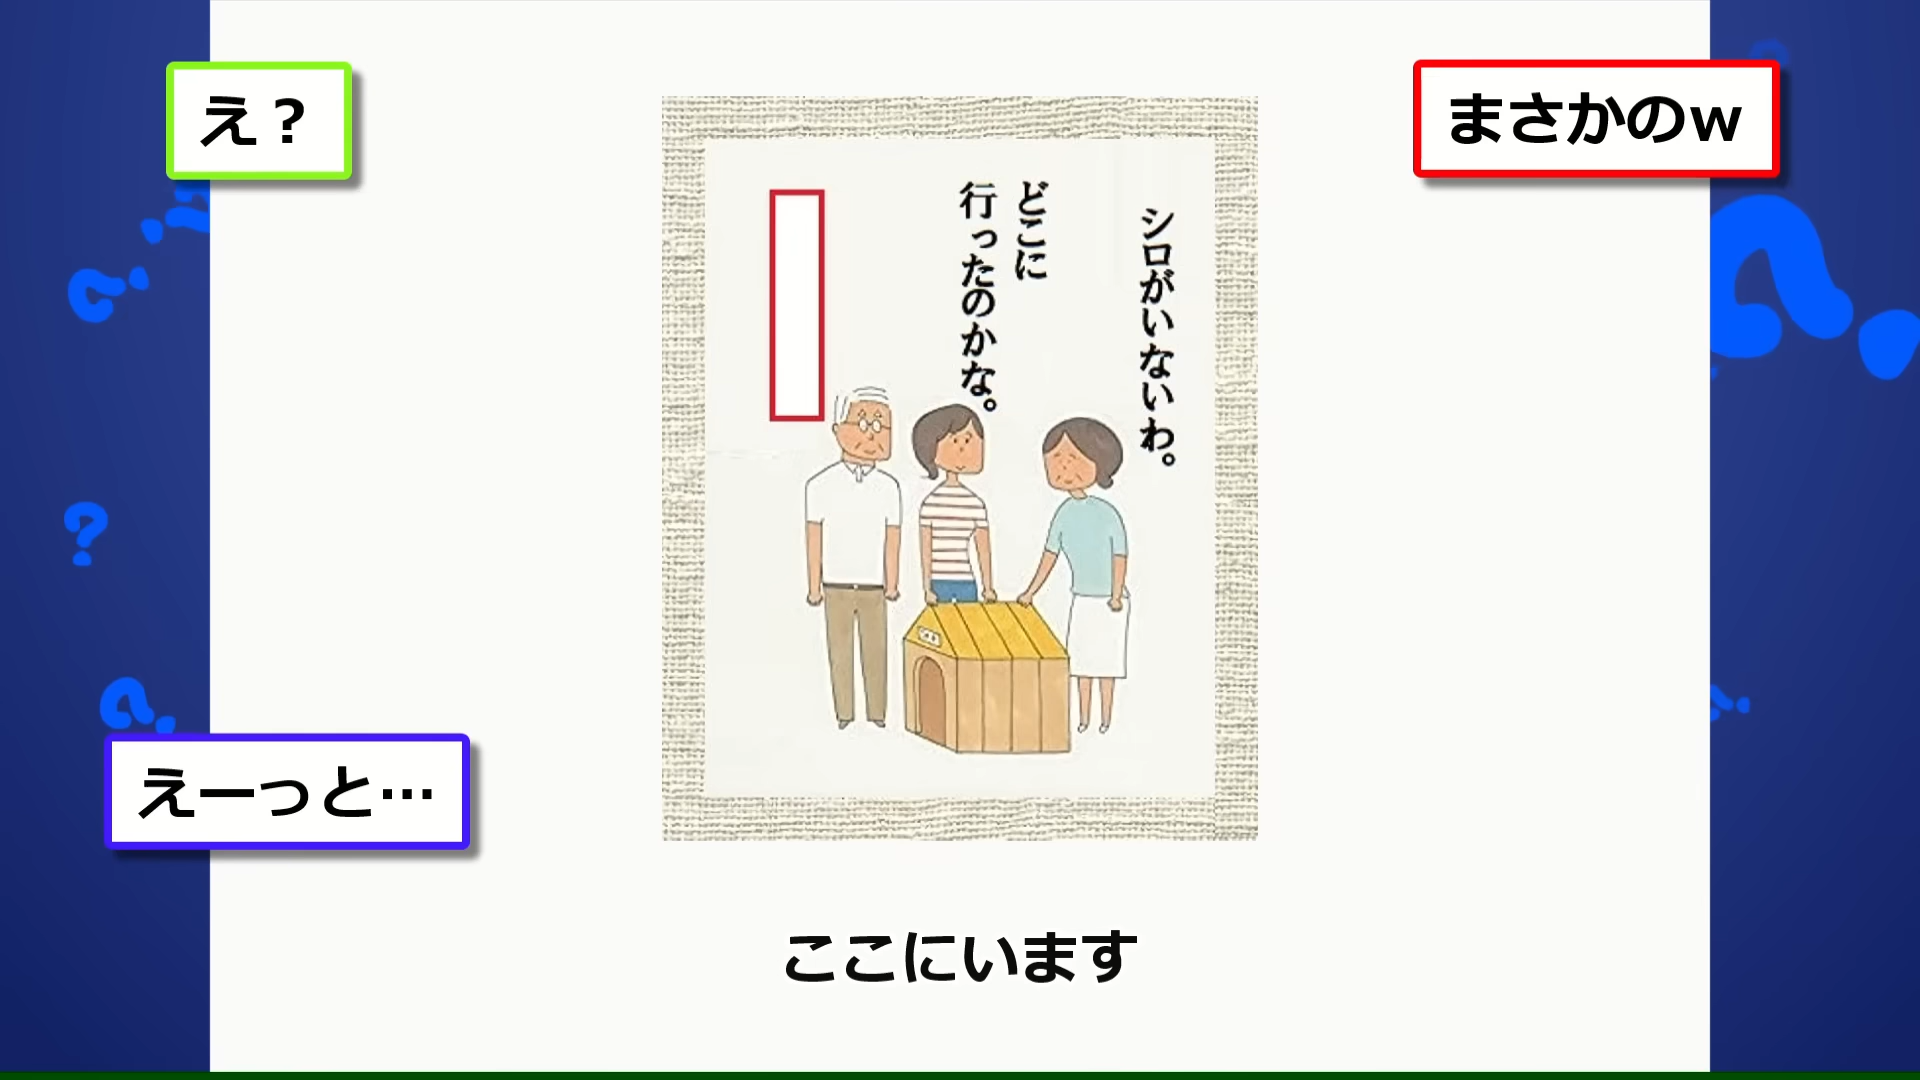 え？
まさかのw
シロがいないわ。
どこに
行ったのかな。
えーっと…
ここにいます